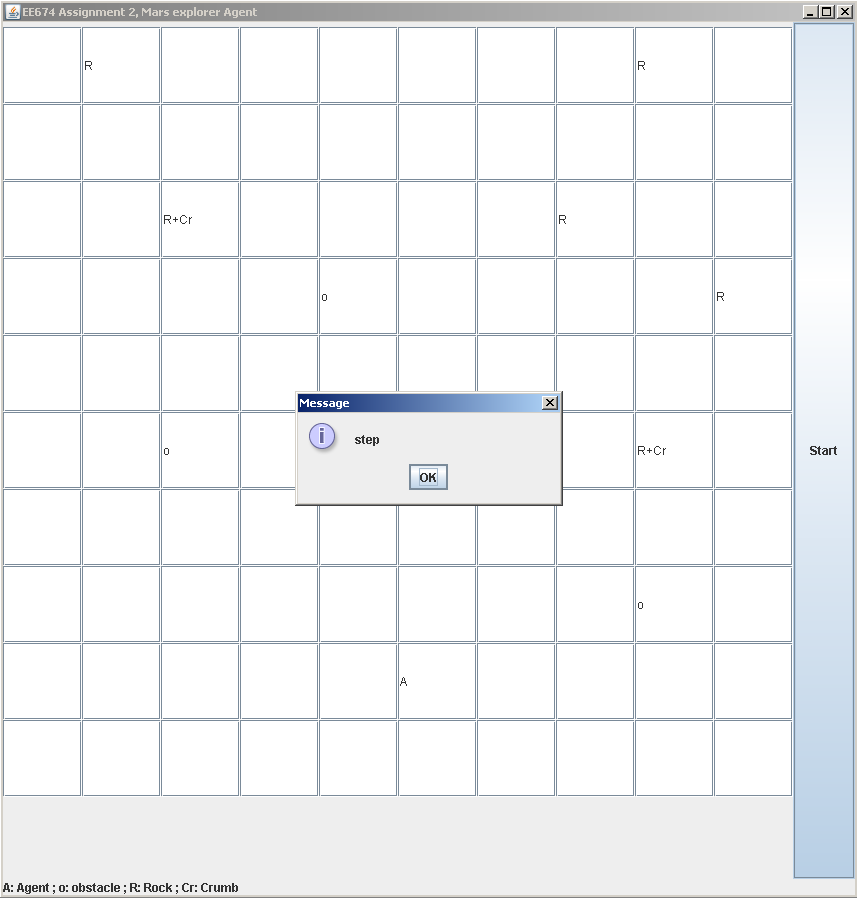 EE674 Assignment 2, Mars explorer Agent
R R
R+Cr R
o R
Message
step
o R+Cr Start
OK
o
A
A: Agent ; o: obstacle ; R: Rock ; Cr: Crumb